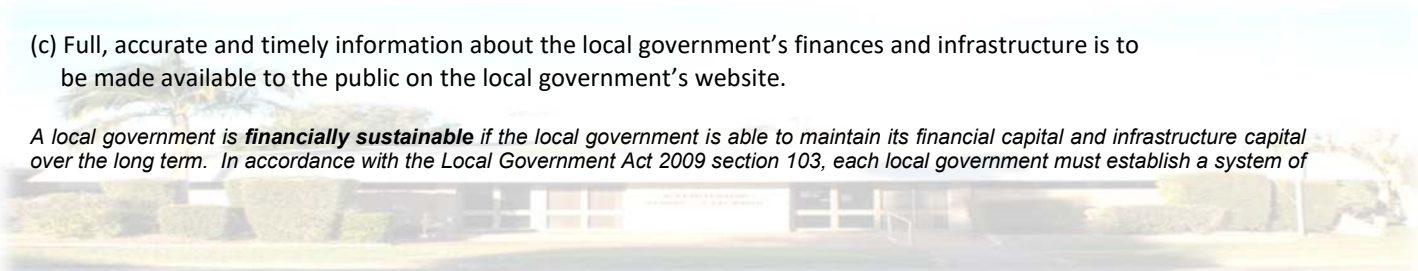 (c) Full, accurate and timely information about the local government’s finances and infrastructure is to
be made available to the public on the local government’s website.
A local government is financially sustainable if the local government is able to maintain its financial capital and infrastructure capital
over the long term. In accordance with the Local Government Act 2009 section 103, each local government must establish a system of